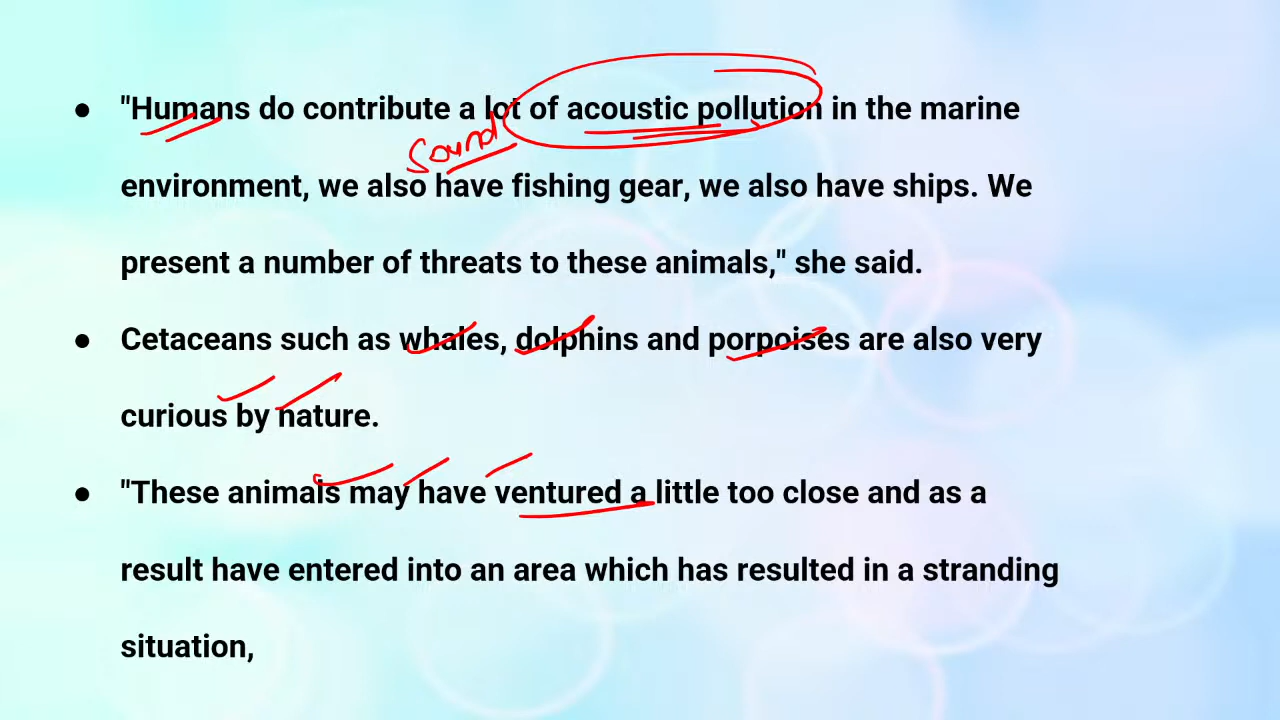 ● "Humans do contribute a lot of acoustic pollution in the marine
Sound
environment, we also have fishing gear, we also have ships. We
present a number of threats to these animals," she said.
● Cetaceans such as whales, dolphins and porpoises are also very
curious by nature.
● "These animals may have ventured a little too close and as a
result have entered into an area which has resulted in a stranding
situation,